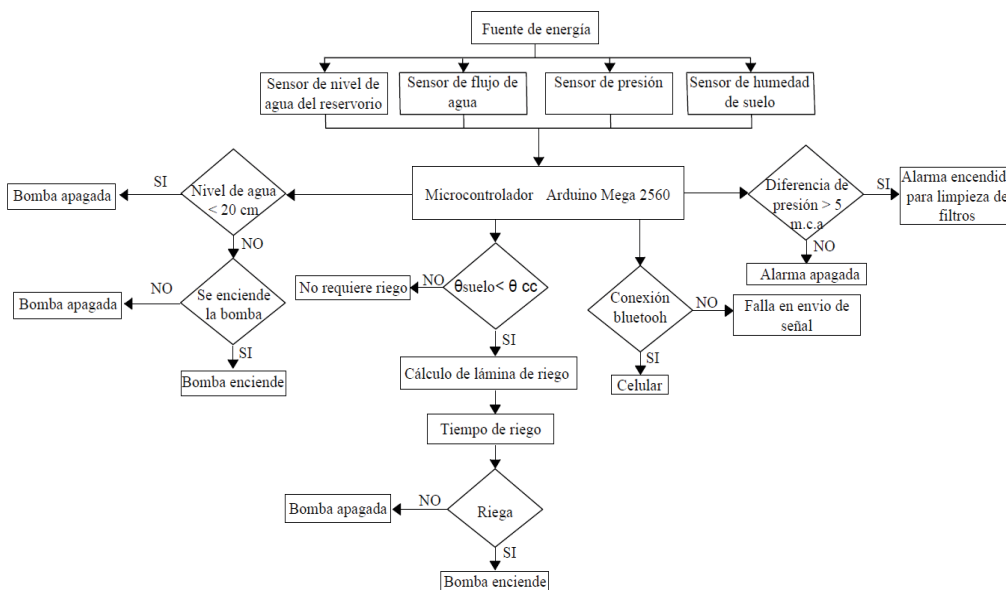 Fuente de energía
Sensor de nivel de
agua del reservorio
Sensor de flujo de
agua
Sensor de presión
Sensor de humedad
de suelo
Microcontrolador Arduino Mega 2560
Nivel de agua
< 20 cm
SI
Bomba apagada
NO
Se enciende
la bomba
NO
Bomba apagada
SI
Bomba enciende
θsuelo< θ cc
NO
No requiere riego
SI
Cálculo de lámina de riego
Tiempo de riego
Riega
NO
Bomba apagada
SI
Bomba enciende
Conexión
bluetooh
NO
Falla en envio de
señal
SI
Celular
Diferencia de
presión > 5
m.c.a
SI
Alarma encendid
para limpieza de
filtros
NO
Alarma apagada